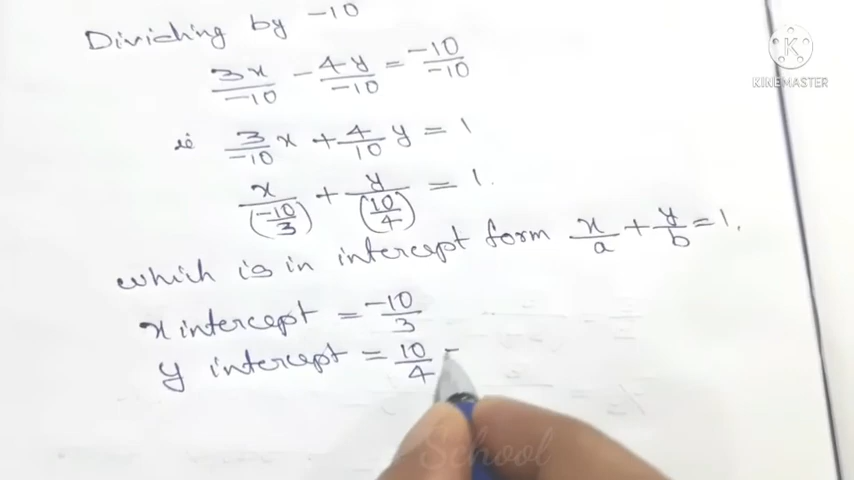 Dividing by -10
3x/-10 - 4y/-10 = -10/-10
ie 3/-10 x + 4/10 y = 1
x/(-10/3) + y/(10/4) = 1.
which is in intercept form x/a + y/b = 1.
x intercept = -10/3
y intercept = 10/4
KINEMASTER
School